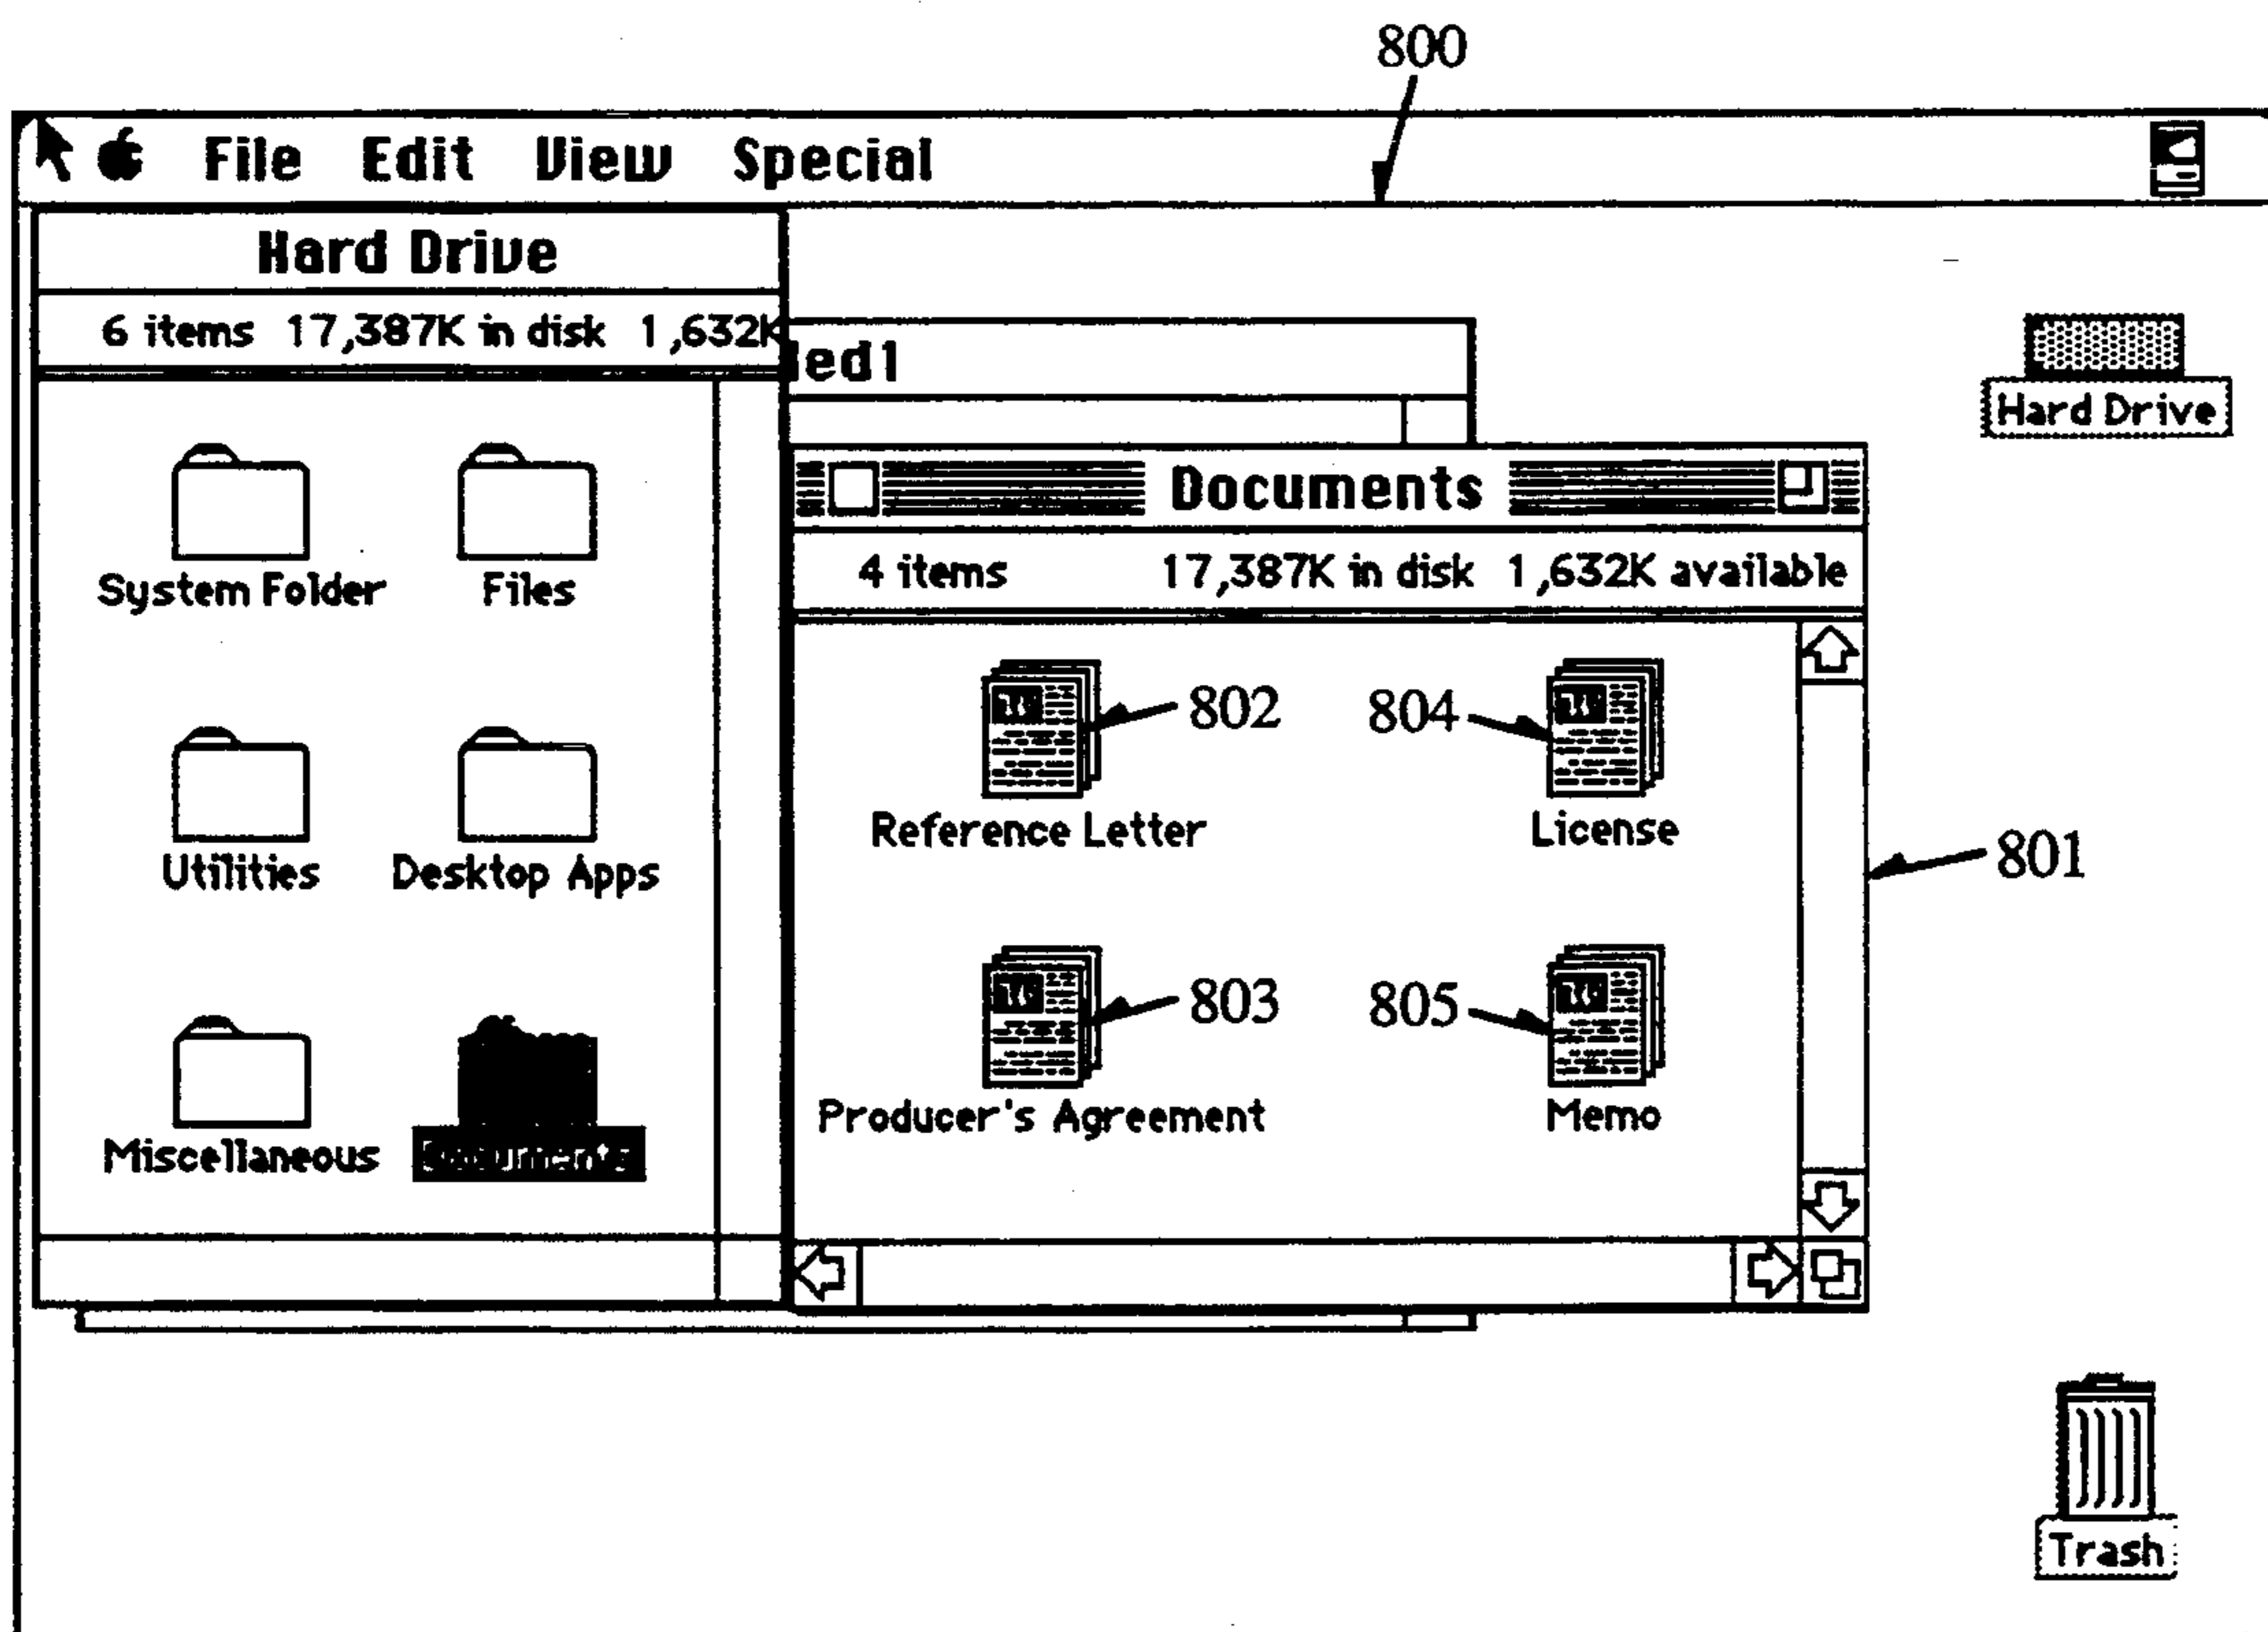 800
File Edit View Special
Hard Drive
6 items 17,387K in disk 1,632K
ed1
Hard Drive
Documents
4 items 17,387K in disk 1,632K available
System Folder Files
802 804
Reference Letter License
801
Utilities Desktop Apps
803 805
Producer's Agreement Memo
Miscellaneous Documents
Trash